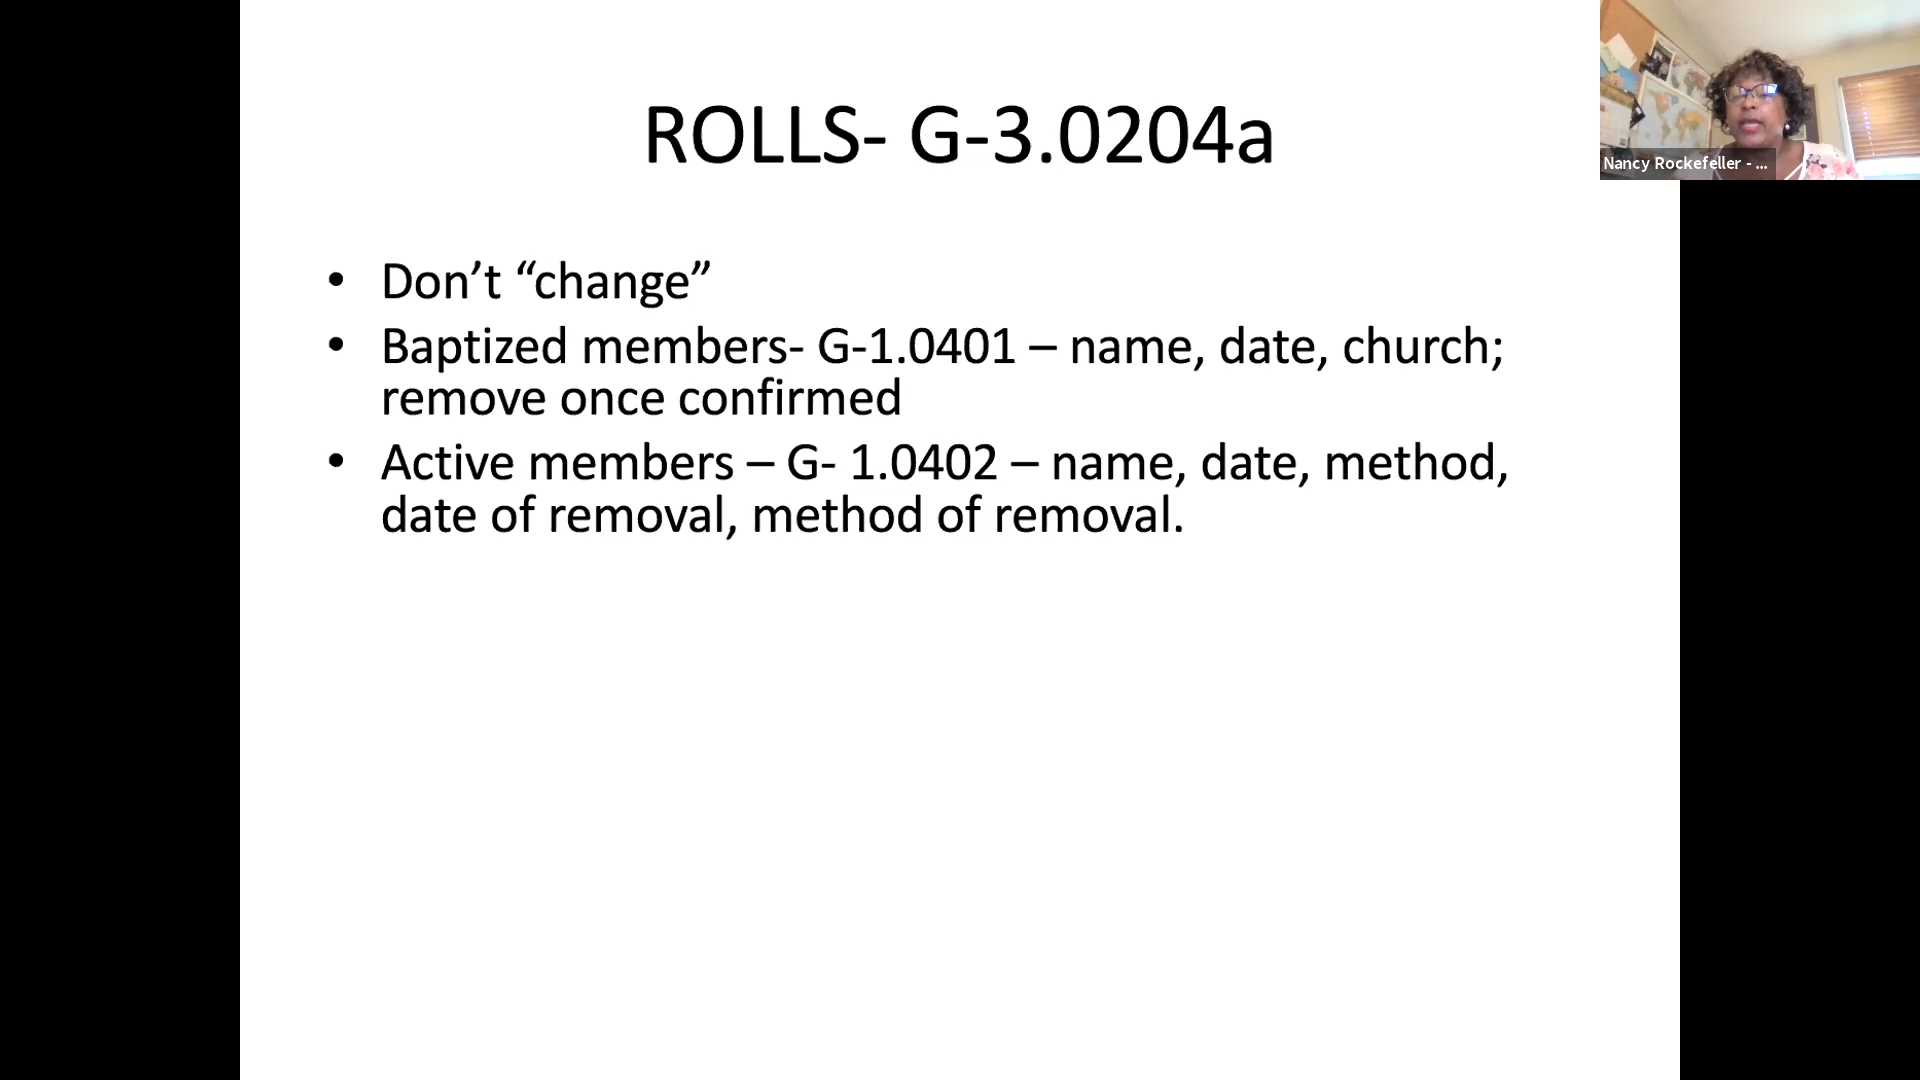 ROLLS- G-3.0204a
Nancy Rockefeller - ...
• Don’t “change”
• Baptized members- G-1.0401 – name, date, church;
remove once confirmed
• Active members – G- 1.0402 – name, date, method,
date of removal, method of removal.